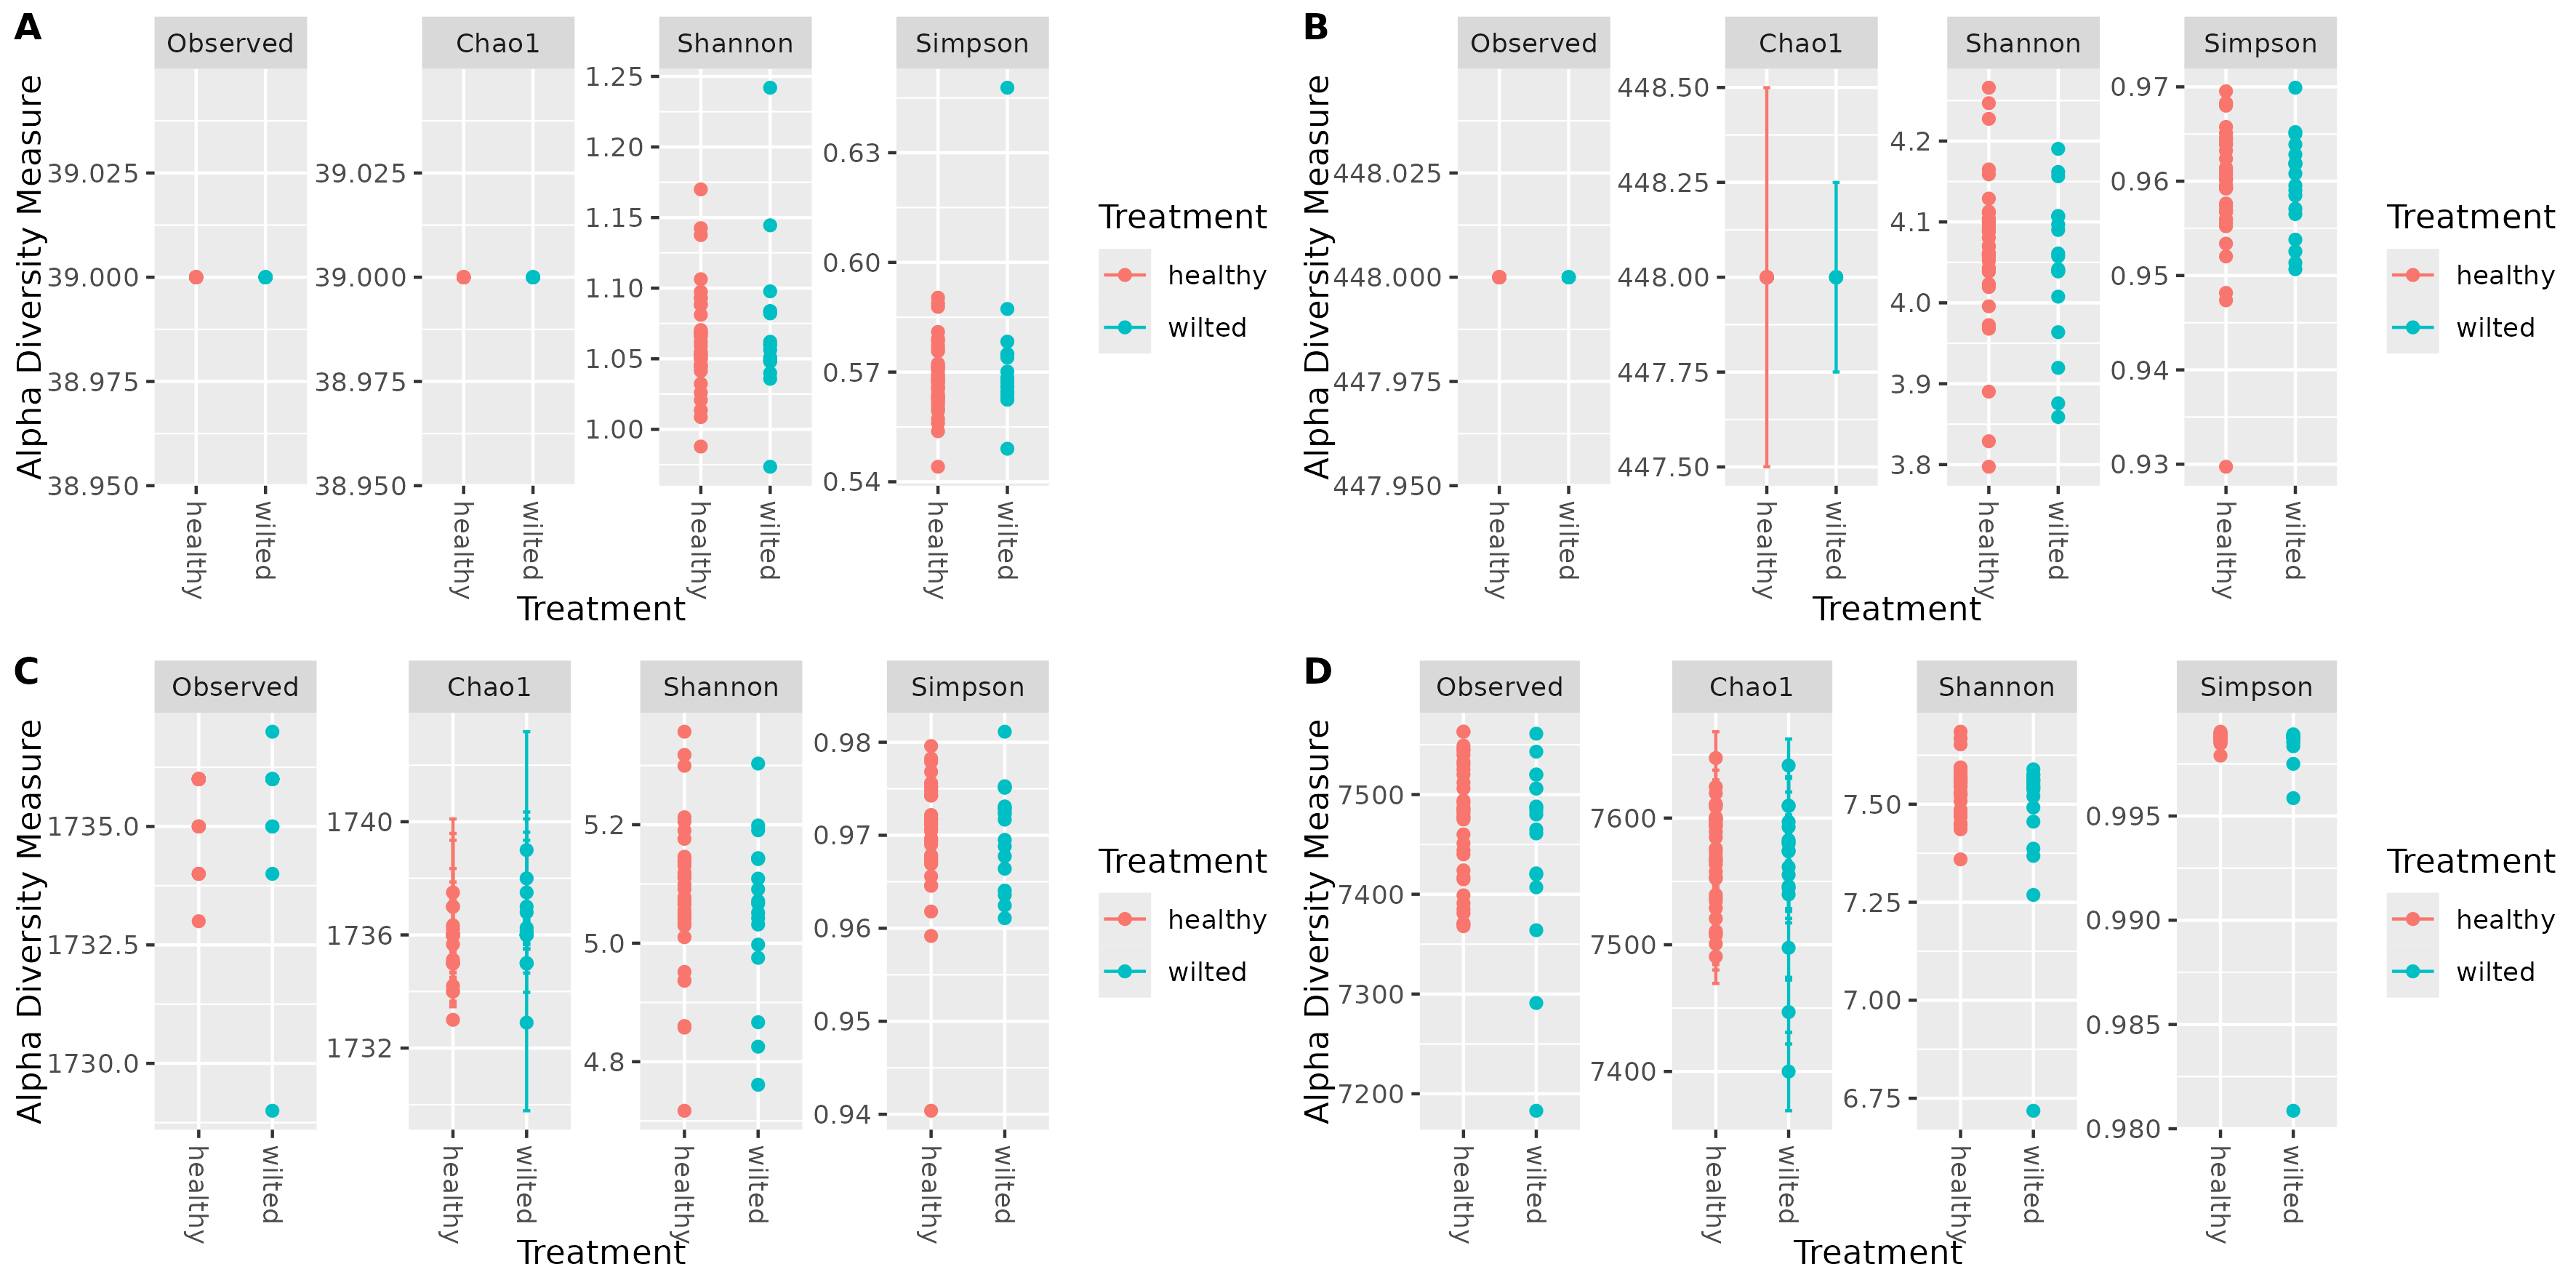 A
Observed Chao1 Shannon Simpson
Alpha Diversity Measure
39.025
39.000
38.975
38.950
39.025
39.000
38.975
38.950
1.25
1.20
1.15
1.10
1.05
1.00
0.63
0.60
0.57
0.54
healthy wilted healthy wilted healthy wilted healthy wilted
Treatment
Treatment
healthy
wilted
B
Observed Chao1 Shannon Simpson
Alpha Diversity Measure
448.025
448.000
447.975
447.950
448.50
448.25
448.00
447.75
447.50
4.2
4.1
4.0
3.9
3.8
0.97
0.96
0.95
0.94
0.93
healthy wilted healthy wilted healthy wilted healthy wilted
Treatment
Treatment
healthy
wilted
C
Observed Chao1 Shannon Simpson
Alpha Diversity Measure
1735.0
1732.5
1730.0
1740
1736
1732
5.2
5.0
4.8
0.98
0.97
0.96
0.95
0.94
healthy wilted healthy wilted healthy wilted healthy wilted
Treatment
Treatment
healthy
wilted
D
Observed Chao1 Shannon Simpson
Alpha Diversity Measure
7500
7400
7300
7200
7600
7500
7400
7.50
7.25
7.00
6.75
0.995
0.990
0.985
0.980
healthy wilted healthy wilted healthy wilted healthy wilted
Treatment
Treatment
healthy
wilted